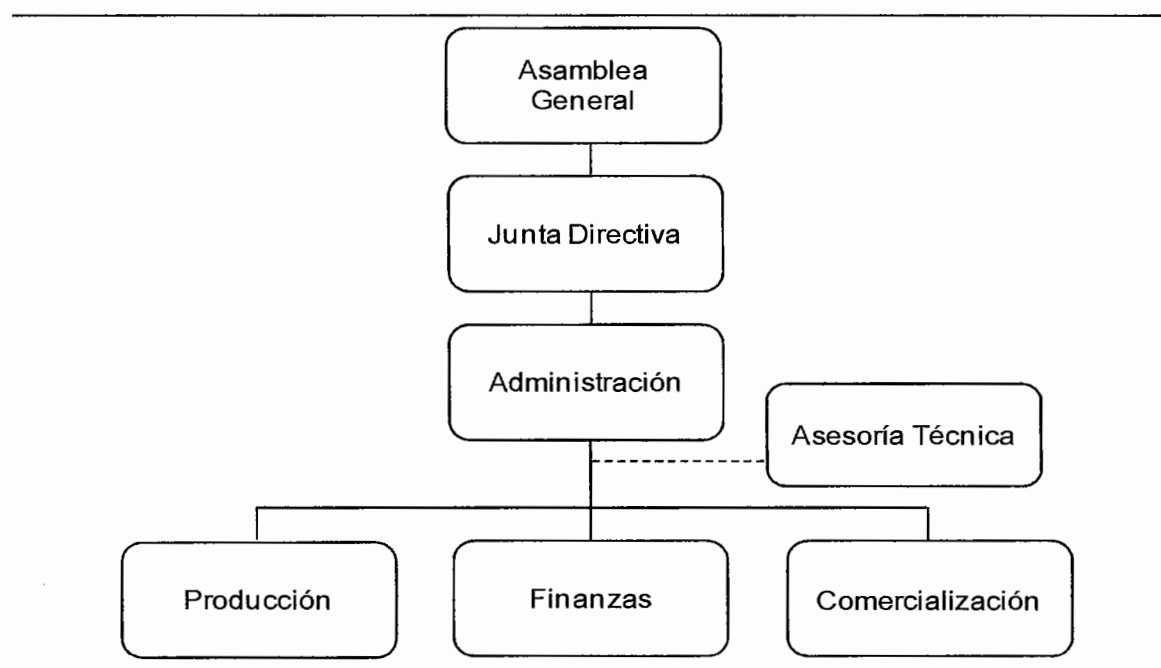 Asamblea
General
Junta Directiva
Administración
Asesoría Técnica
Producción
Finanzas
Comercialización